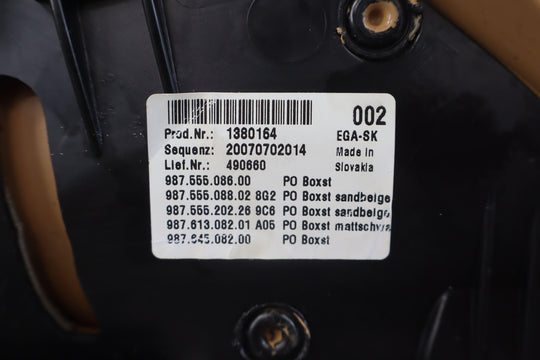 002
Prod.Nr.: 1380164 EGA-SK
Sequenz: 20070702014 Made in
Lief.Nr.: 490660 Slovakia
987.555.086.00 PO Boxst
987.555.088.02 8G2 PO Boxst sandbeige
987.555.202.26 9C6 PO Boxst sandbeige
987.613.082.01 A05 PO Boxst mattschwa
987.645.082.00 PO Boxst